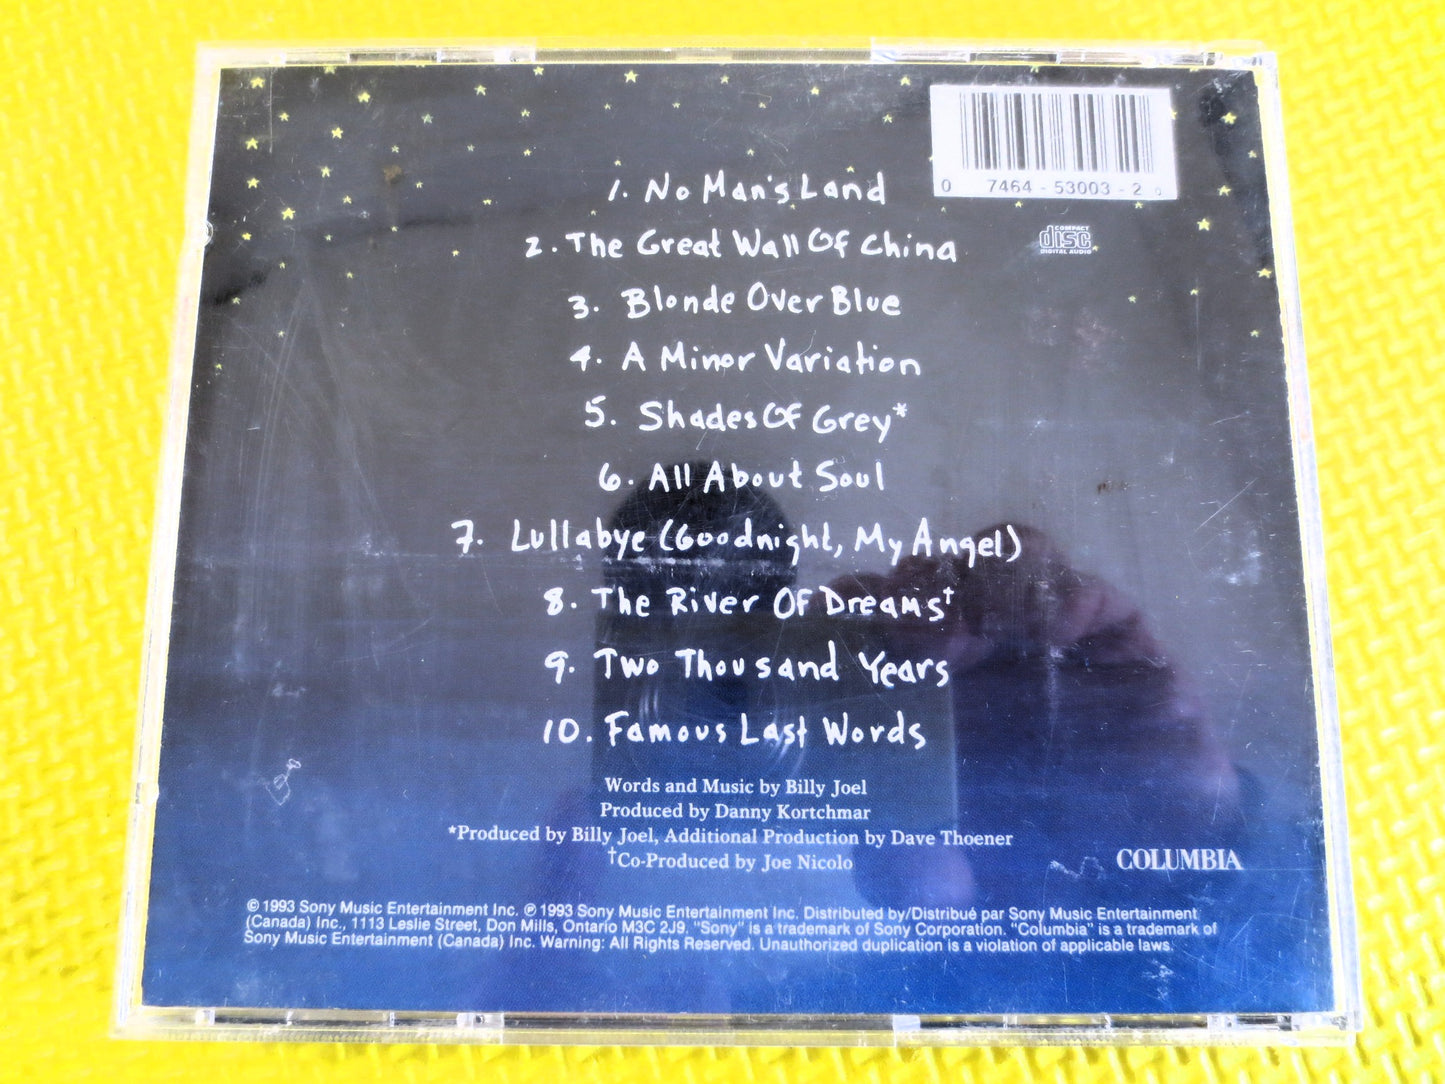 0 7464 - 53003 - 2 0
1. No Man's Land
2. The Great Wall Of China
COMPACT
disc
DIGITAL AUDIO
3. Blonde Over Blue
4. A Minor Variation
5. Shades Of Grey*
6. All About Soul
7. Lullabye (Goodnight, My Angel)
8. The River Of Dreams†
9. Two Thousand Years
10. Famous Last Words
Words and Music by Billy Joel
Produced by Danny Kortchmar
*Produced by Billy Joel, Additional Production by Dave Thoener
†Co-Produced by Joe Nicolo
COLUMBIA
© 1993 Sony Music Entertainment Inc. ℗ 1993 Sony Music Entertainment Inc. Distributed by/Distribué par Sony Music Entertainment
(Canada) Inc., 1113 Leslie Street, Don Mills, Ontario M3C 2J9. "Sony" is a trademark of Sony Corporation. "Columbia" is a trademark of
Sony Music Entertainment (Canada) Inc. Warning: All Rights Reserved. Unauthorized duplication is a violation of applicable laws.